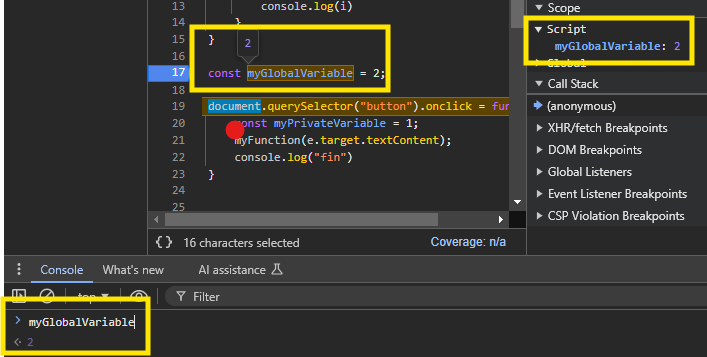 13 console.log(i)
14 }
15 }
16 2
17 const myGlobalVariable = 2;
18
19 document.querySelector("button").onclick = fun
20 const myPrivateVariable = 1;
21 myFunction(e.target.textContent);
22 console.log("fin")
23 }
24
25
{} 16 characters selected Coverage: n/a
Scope
Script
myGlobalVariable: 2
Global
Call Stack
(anonymous)
XHR/fetch Breakpoints
DOM Breakpoints
Global Listeners
Event Listener Breakpoints
CSP Violation Breakpoints
Console What's new AI assistance
top Filter
> myGlobalVariable
2